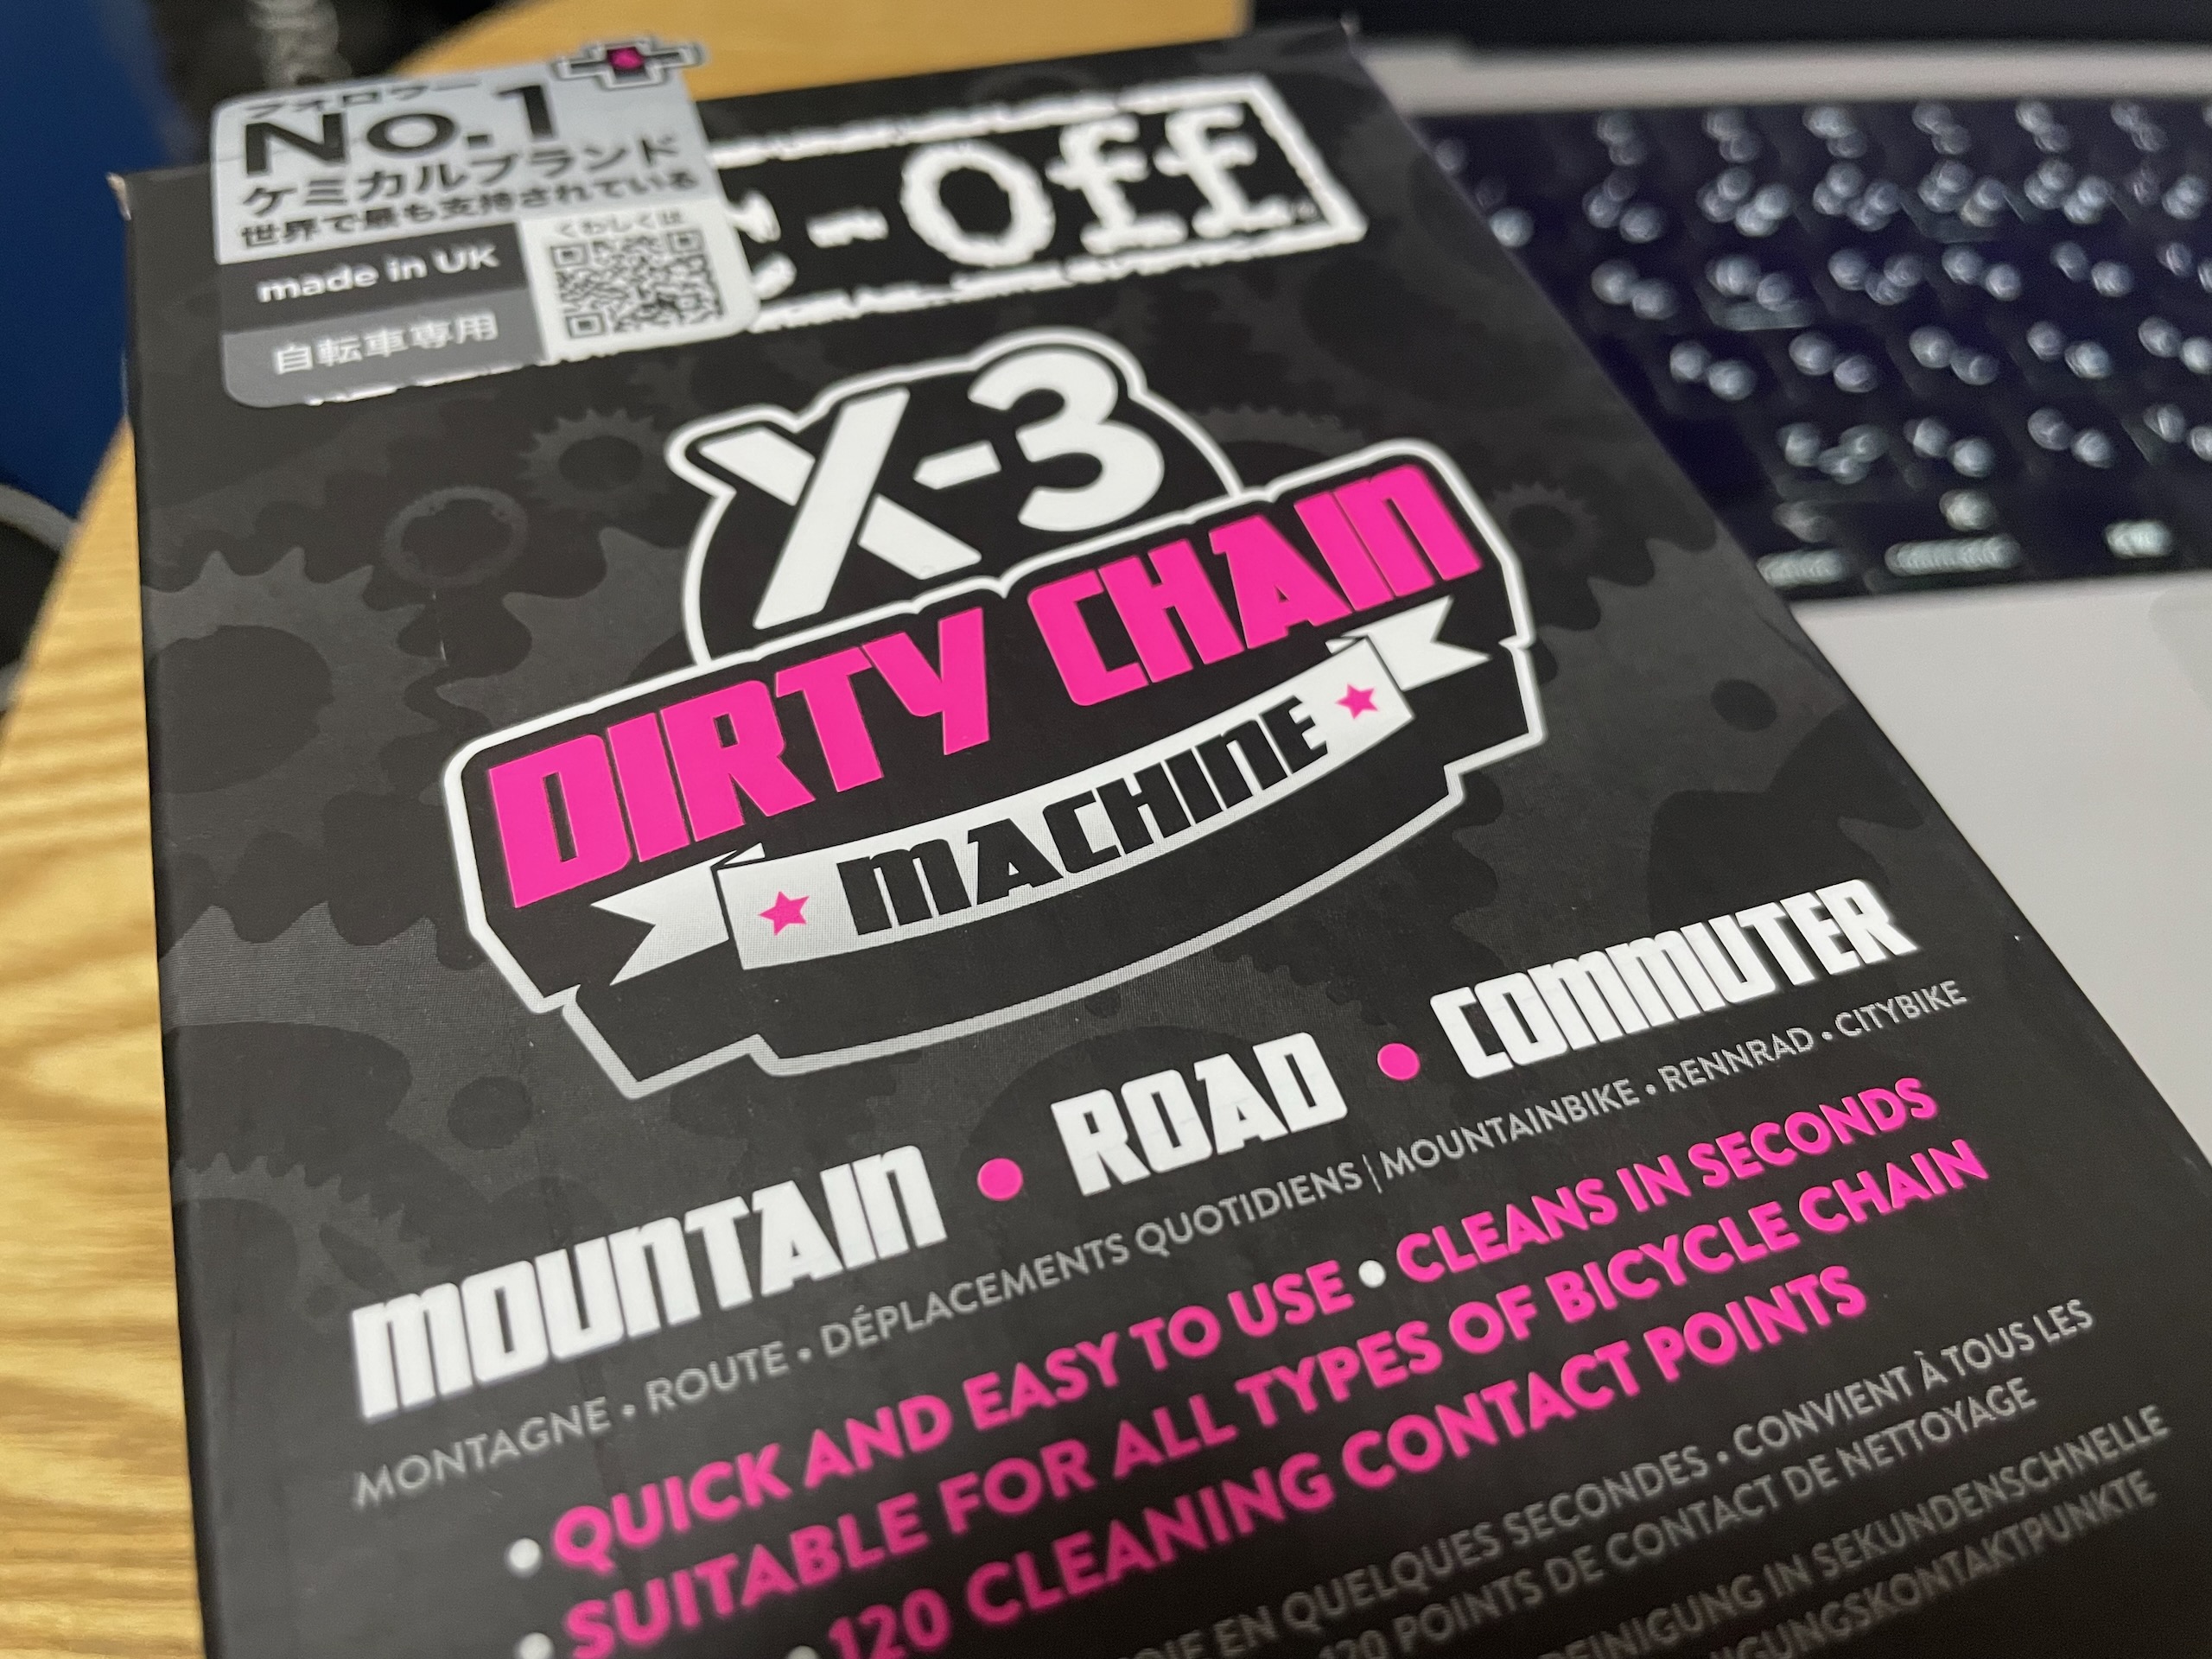 フォロワー
No.1
ケミカルブランド
世界で最も支持されている
made in UK
くわしくは
自転車専用
c-Off
X-3
DIRTY CHAIN
MACHINE
MOUNTAIN • ROAD • COMMUTER
MONTAGNE • ROUTE • DÉPLACEMENTS QUOTIDIENS | MOUNTAINBIKE • RENNRAD • CITYBIKE
• QUICK AND EASY TO USE • CLEANS IN SECONDS
• SUITABLE FOR ALL TYPES OF BICYCLE CHAIN
• 120 CLEANING CONTACT POINTS
EN QUELQUES SECONDES • CONVIENT À TOUS LES
120 POINTS DE CONTACT DE NETTOYAGE
REINIGUNG IN SEKUNDENSCHNELLE
IGUNGSKONTAKTPUNKTE